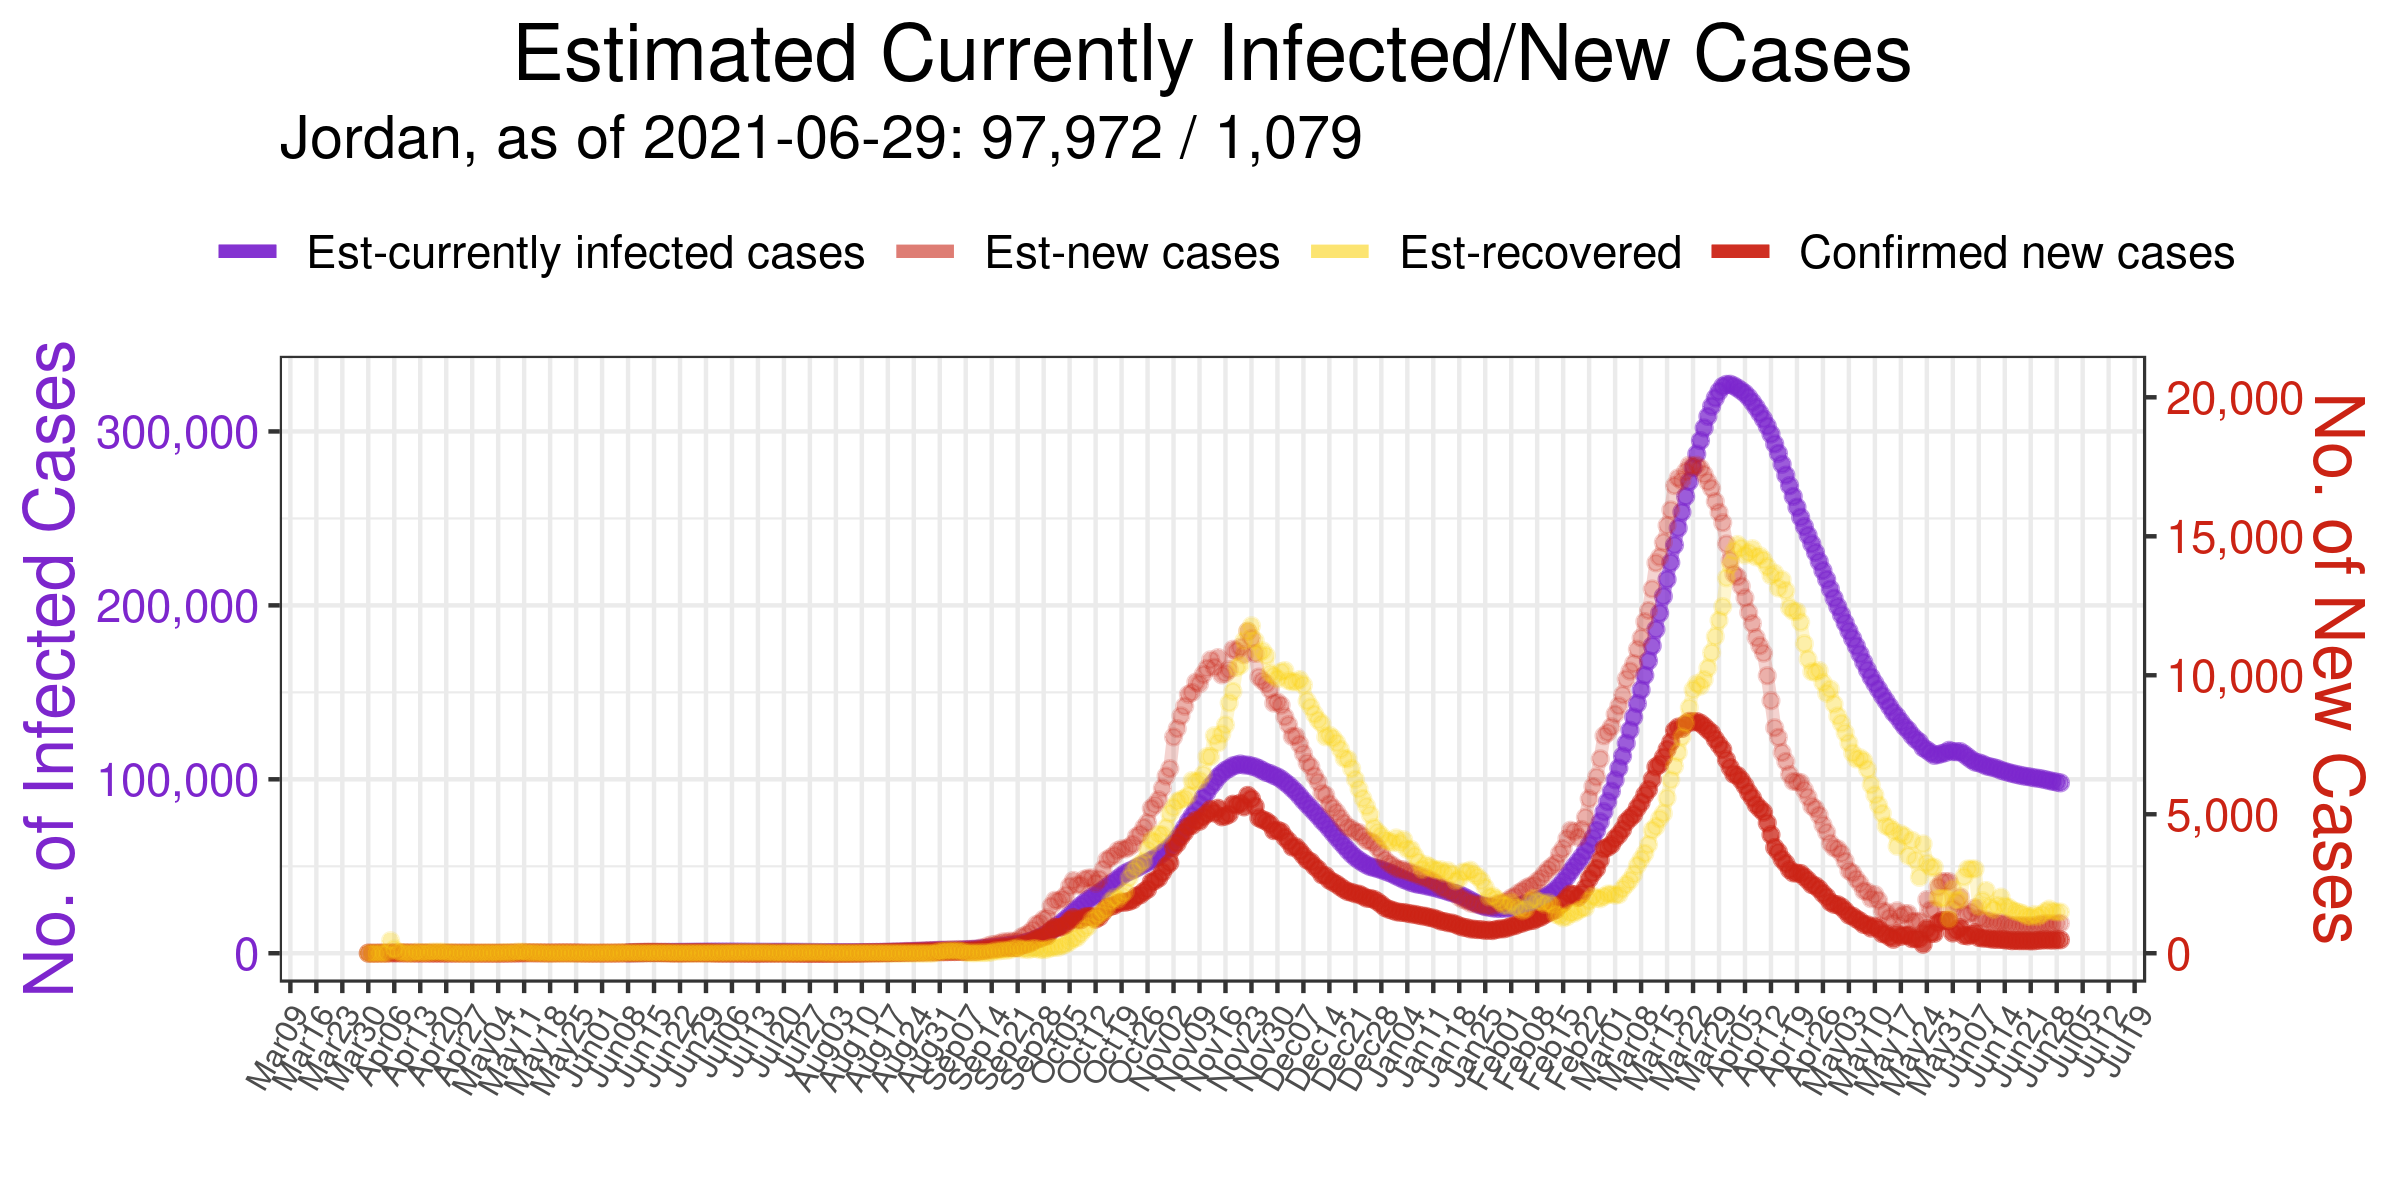 Estimated Currently Infected/New Cases
Jordan, as of 2021-06-29: 97,972 / 1,079
Est-currently infected cases Est-new cases Est-recovered Confirmed new cases
No. of Infected Cases
300,000
200,000
100,000
0
20,000
15,000
10,000
5,000
0
No. of New Cases
Mar09 Mar16 Mar23 Mar30 Apr06 Apr13 Apr20 Apr27 May04 May11 May18 May25 Jun01 Jun08 Jun15 Jun22 Jun29 Jul06 Jul13 Jul20 Jul27 Aug03 Aug10 Aug17 Aug24 Aug31 Sep07 Sep14 Sep21 Sep28 Oct05 Oct12 Oct19 Oct26 Nov02 Nov09 Nov16 Nov23 Nov30 Dec07 Dec14 Dec21 Dec28 Jan04 Jan11 Jan18 Jan25 Feb01 Feb08 Feb15 Feb22 Mar01 Mar08 Mar15 Mar22 Mar29 Apr05 Apr12 Apr19 Apr26 May03 May10 May17 May24 May31 Jun07 Jun14 Jun21 Jun28 Jul05 Jul12 Jul19